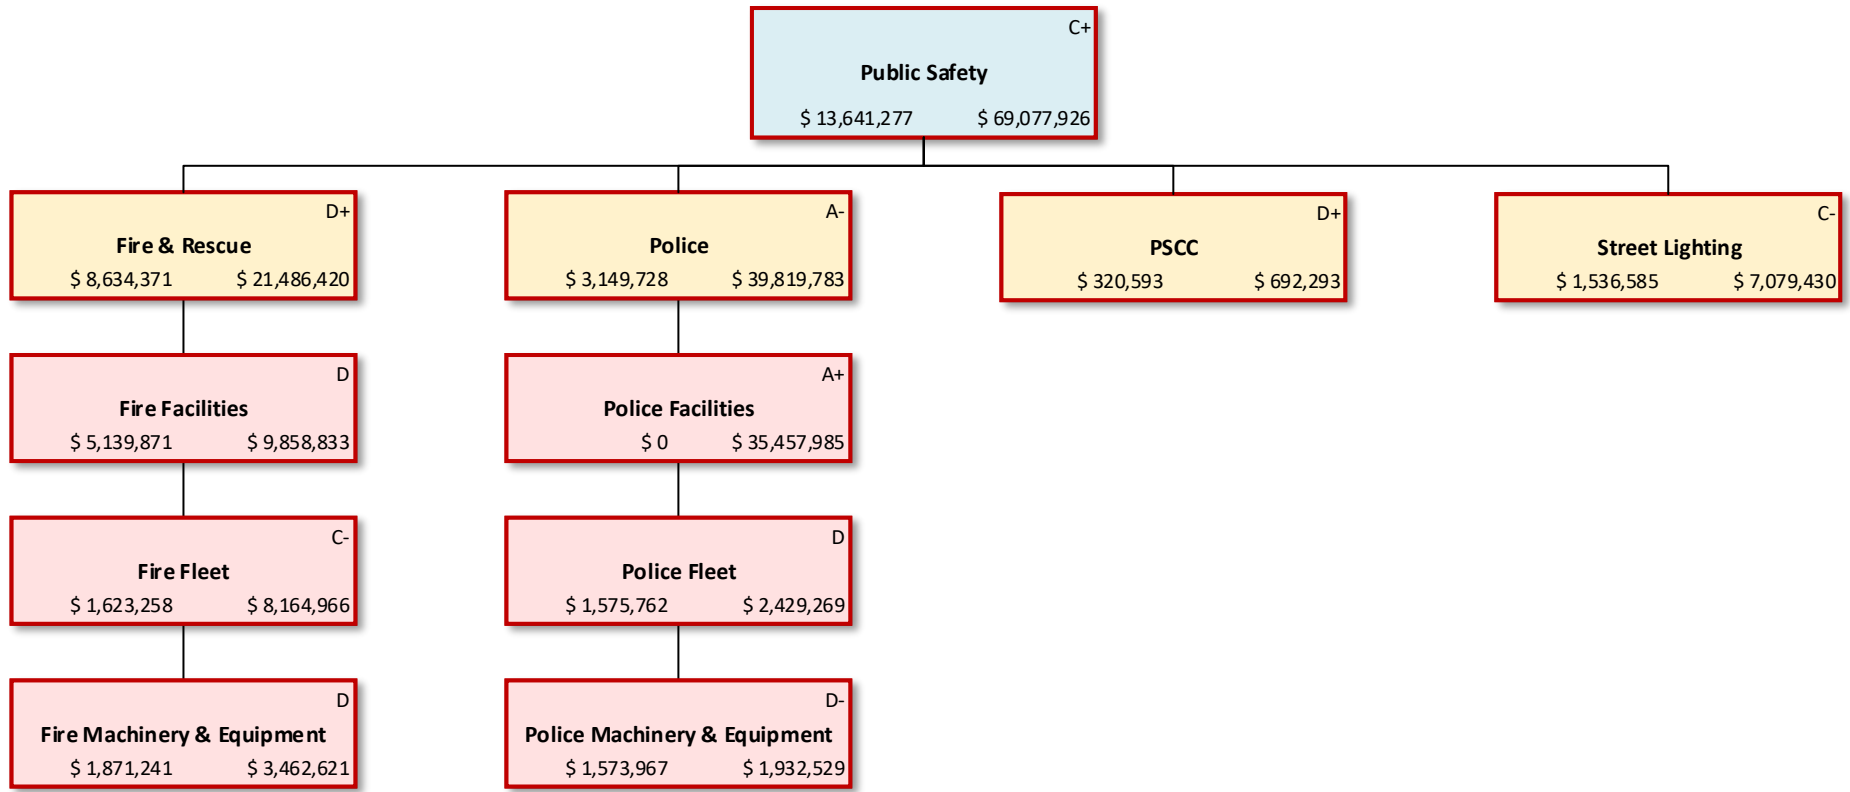 C+
Public Safety
$ 13,641,277 $ 69,077,926
D+
Fire & Rescue
$ 8,634,371 $ 21,486,420
A-
Police
$ 3,149,728 $ 39,819,783
D+
PSCC
$ 320,593 $ 692,293
C-
Street Lighting
$ 1,536,585 $ 7,079,430
D
Fire Facilities
$ 5,139,871 $ 9,858,833
A+
Police Facilities
$ 0 $ 35,457,985
C-
Fire Fleet
$ 1,623,258 $ 8,164,966
D
Police Fleet
$ 1,575,762 $ 2,429,269
D
Fire Machinery & Equipment
$ 1,871,241 $ 3,462,621
D-
Police Machinery & Equipment
$ 1,573,967 $ 1,932,529